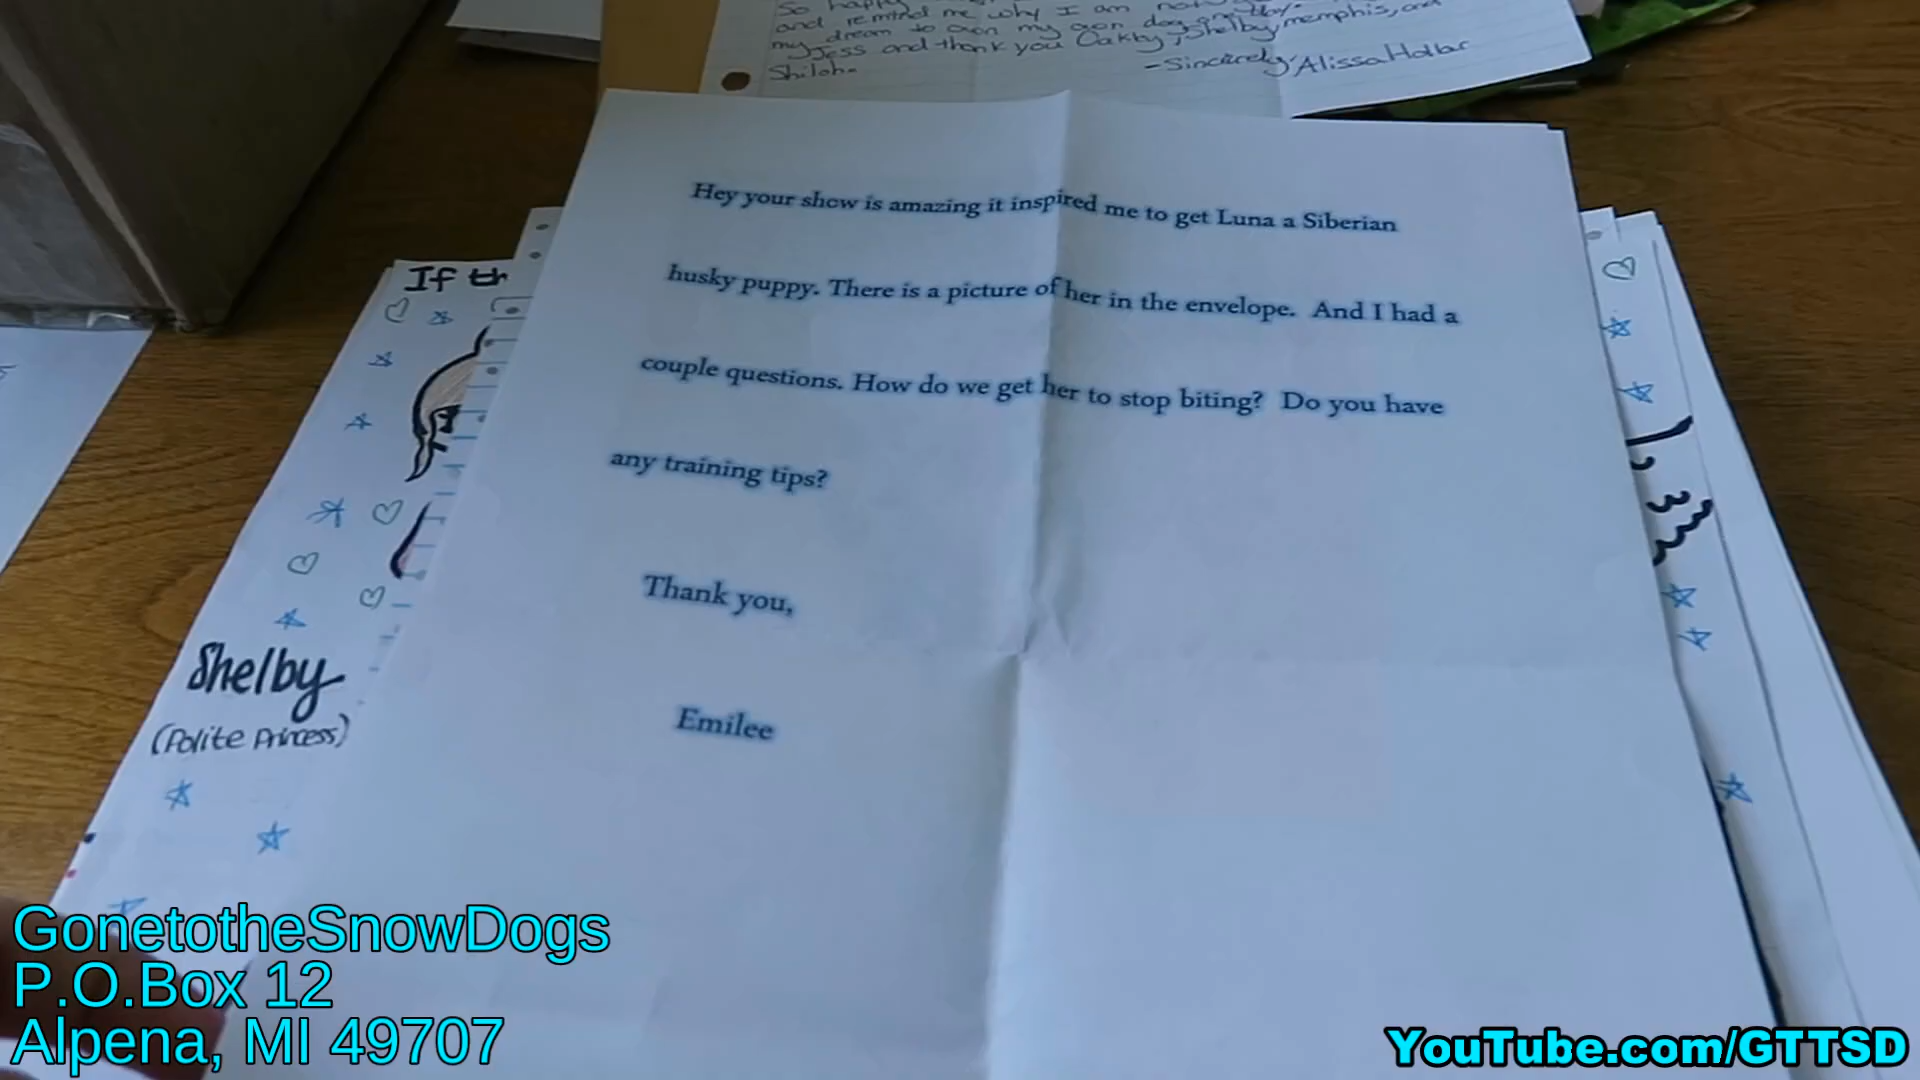 So happy
and remind me why I am
my dream to own my own dog one day.
Jess and thank you Oakley, Shelby, memphis, and
Shiloh.
-Sincerely, Alissa
Hey your show is amazing it inspired me to get Luna a Siberian
husky puppy. There is a picture of her in the envelope. And I had a
couple questions. How do we get her to stop biting? Do you have
any training tips?
Thank you,
Emilee
If
Shelby
(Polite Princess)
GonetotheSnowDogs
P.O.Box 12
Alpena, MI 49707
YouTube.com/GTTSD